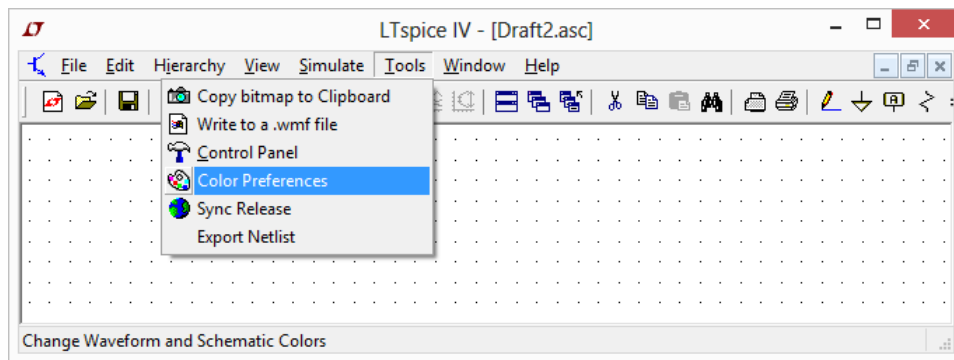 LTspice IV - [Draft2.asc]
File Edit Hierarchy View Simulate Tools Window Help
Copy bitmap to Clipboard
Write to a .wmf file
Control Panel
Color Preferences
Sync Release
Export Netlist
Change Waveform and Schematic Colors